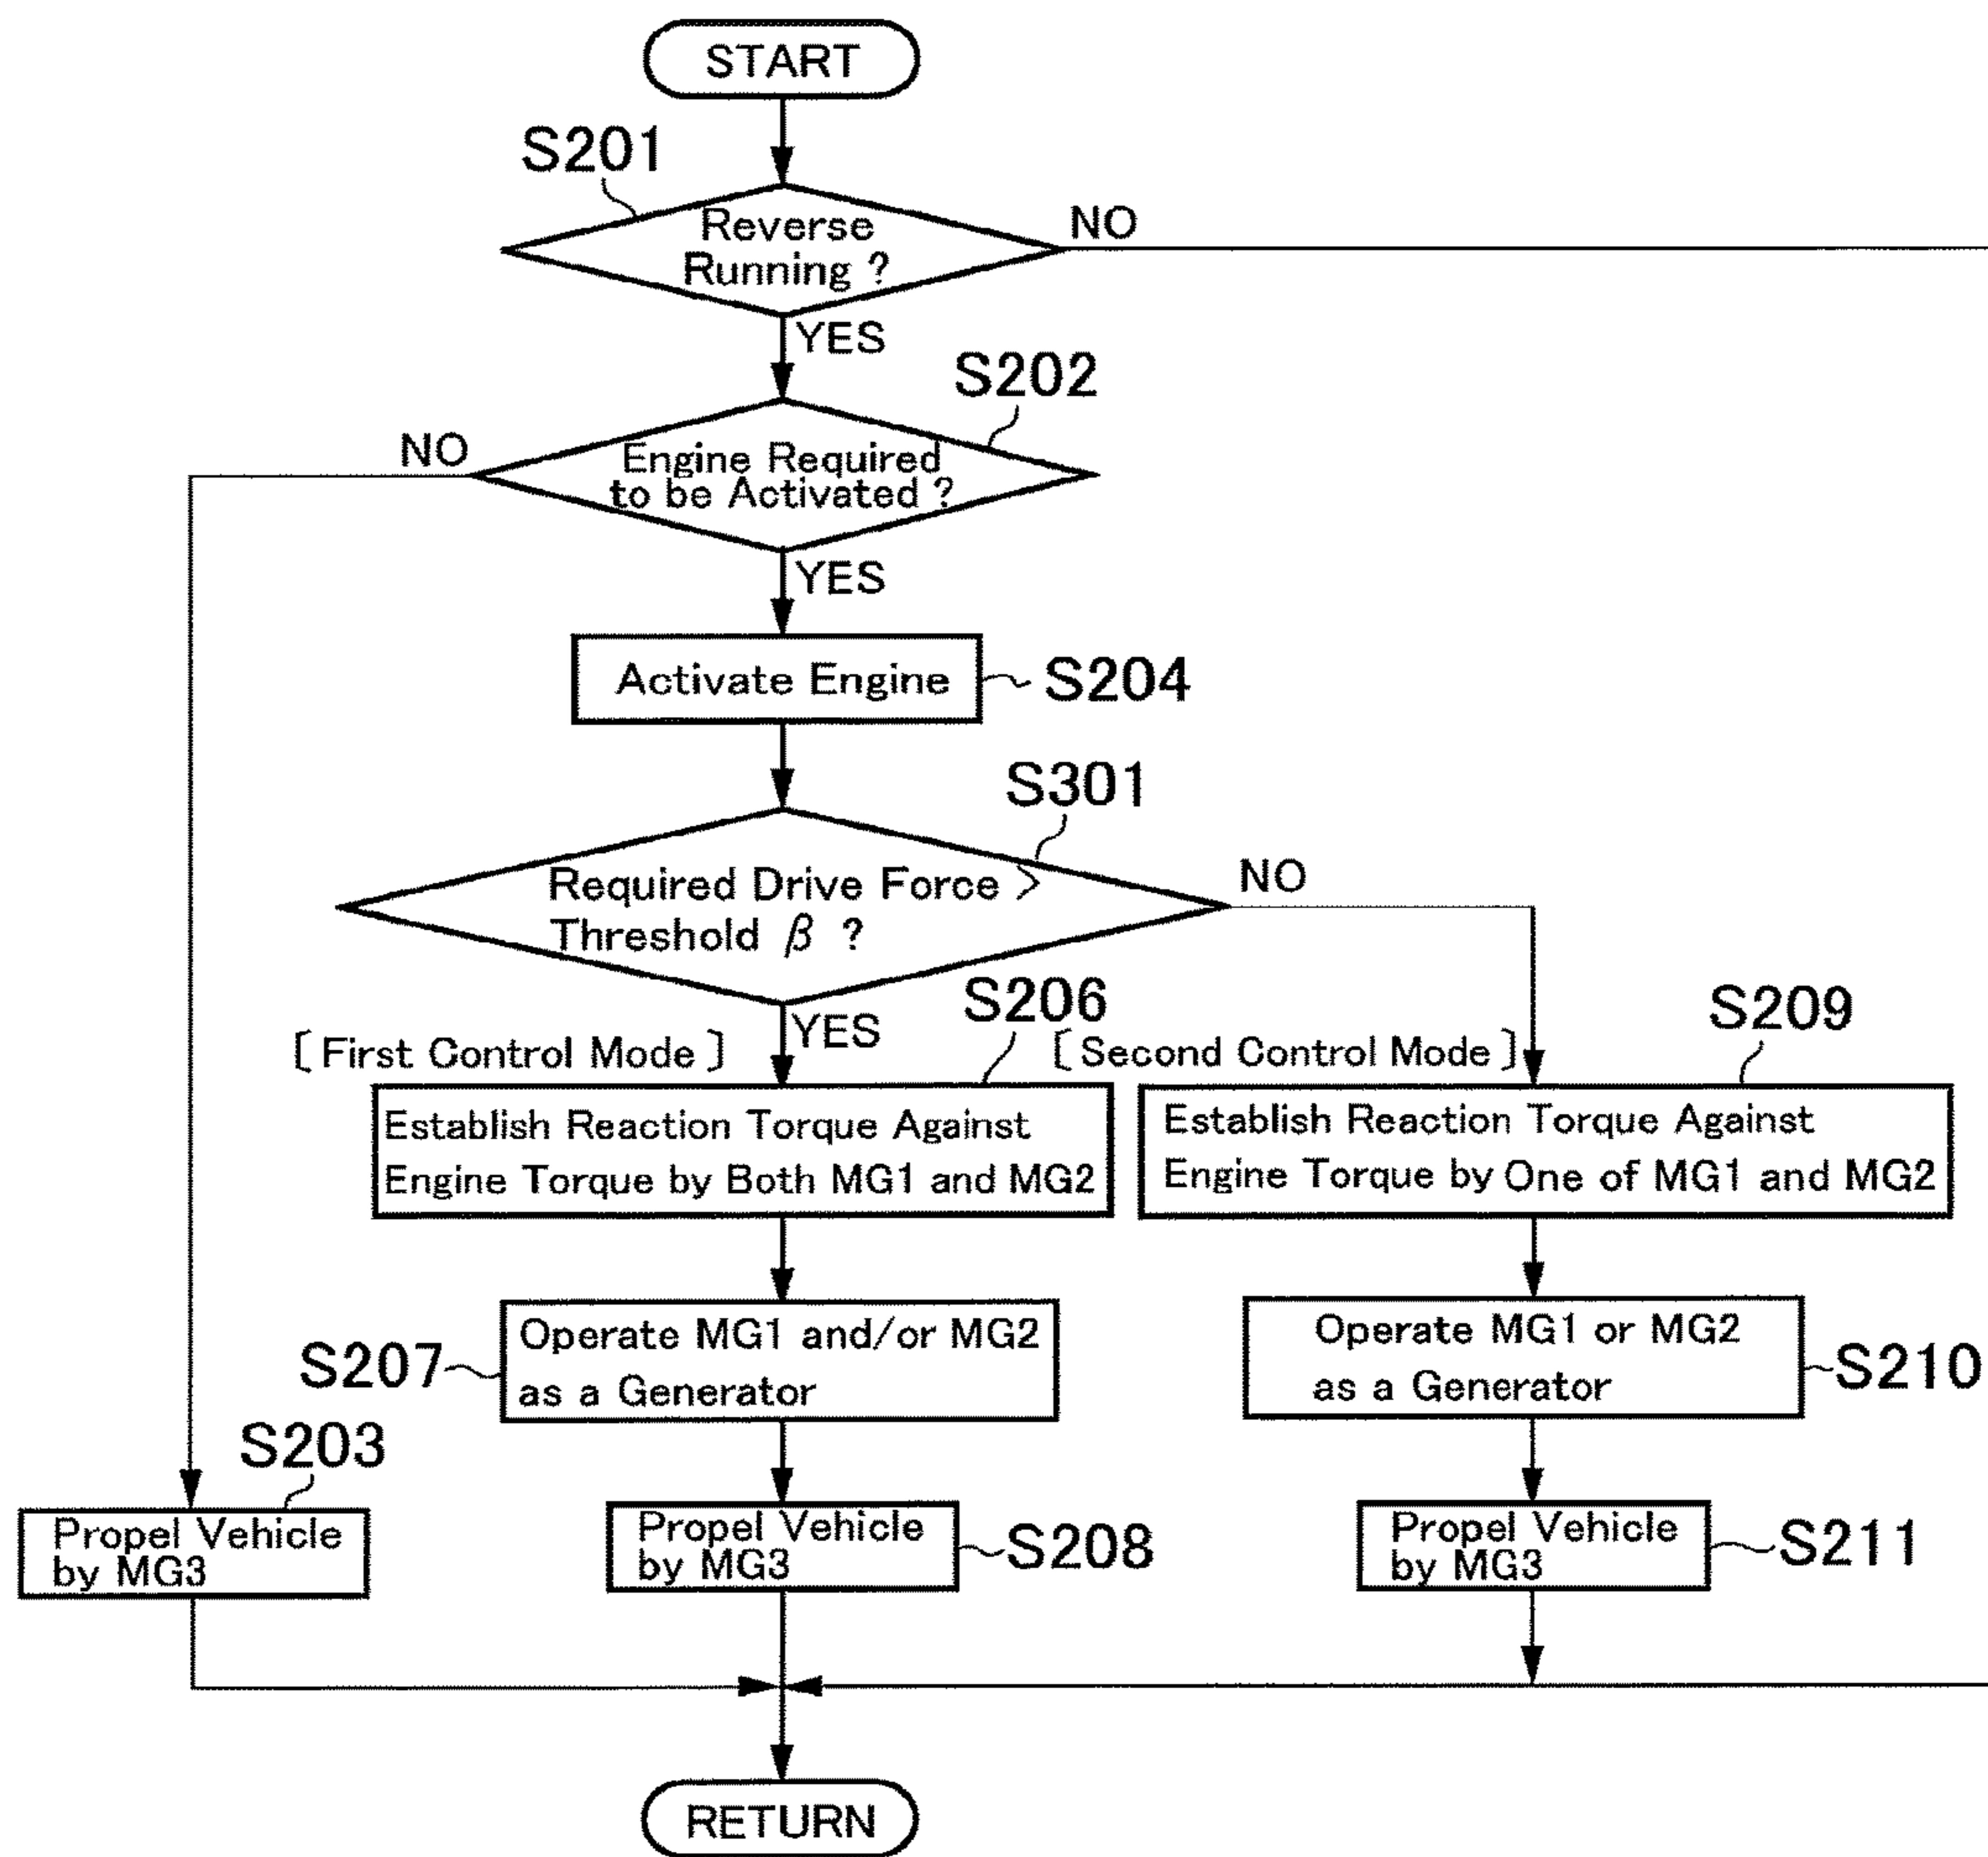 START
S201
Reverse
Running ?
NO
YES
S202
NO
Engine Required
to be Activated ?
YES
Activate Engine
S204
S301
Required Drive Force >
Threshold β ?
NO
YES
S206
S209
[ First Control Mode ]
[ Second Control Mode ]
Establish Reaction Torque Against
Engine Torque by Both MG1 and MG2
Establish Reaction Torque Against
Engine Torque by One of MG1 and MG2
S207
Operate MG1 and/or MG2
as a Generator
Operate MG1 or MG2
as a Generator
S210
S203
Propel Vehicle
by MG3
Propel Vehicle
by MG3
S208
Propel Vehicle
by MG3
S211
RETURN